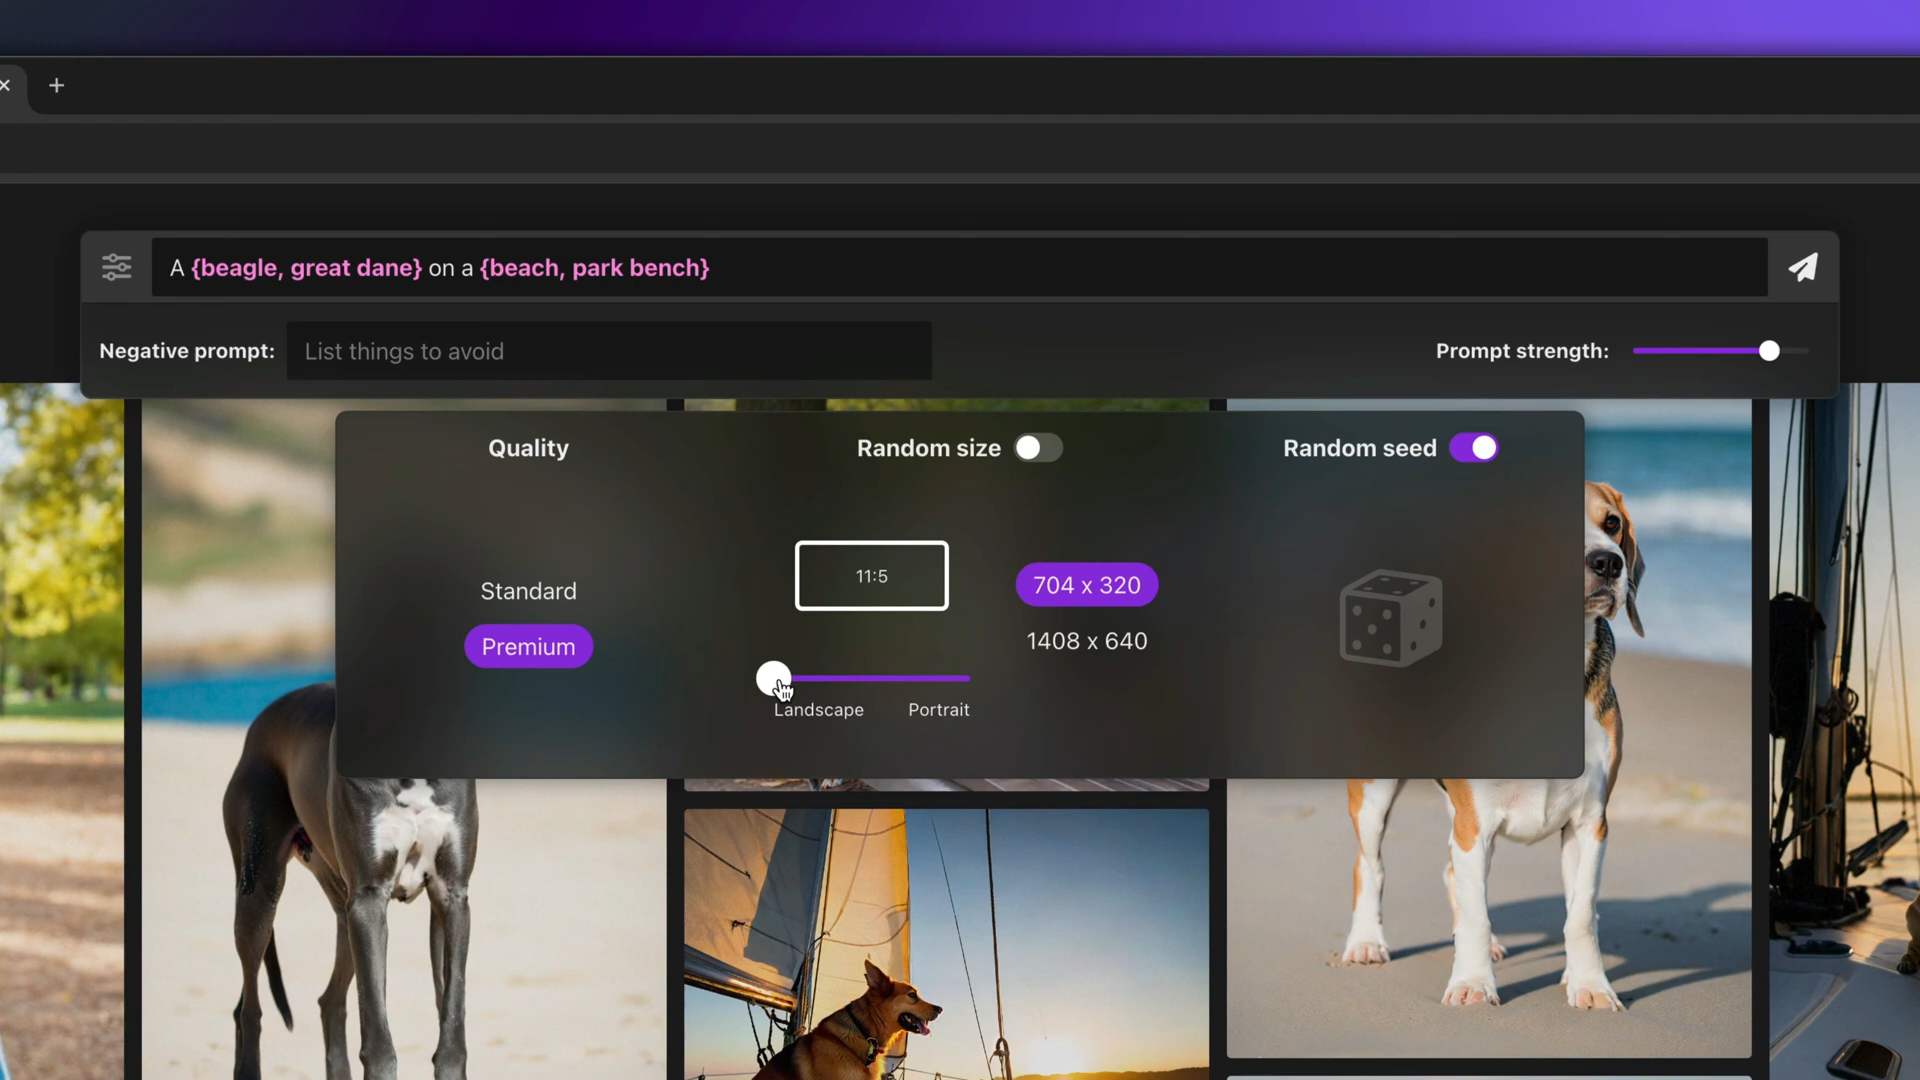 A {beagle, great dane} on a {beach, park bench}
Negative prompt: List things to avoid Prompt strength:
Quality Random size Random seed
11:5
704 x 320
Standard
1408 x 640
Premium
Landscape Portrait